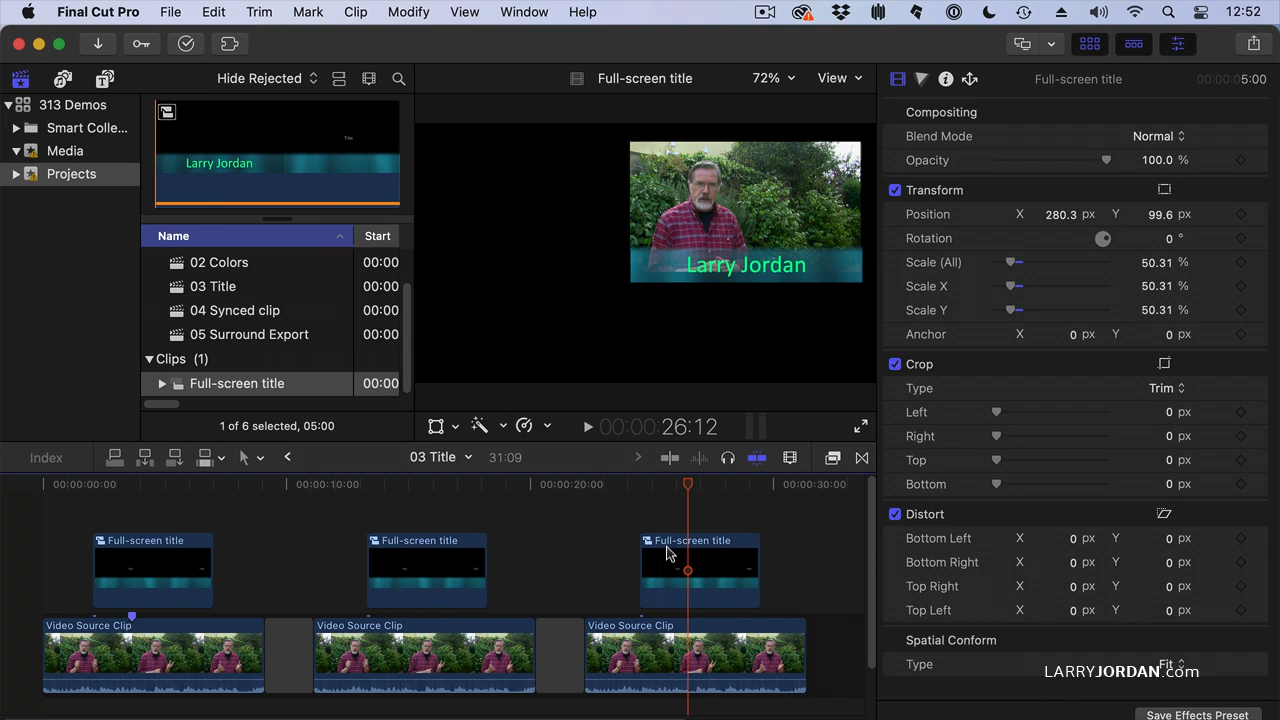 Final Cut Pro File Edit Trim Mark Clip Modify View Window Help 12:52
Hide Rejected Full-screen title 72% View Full-screen title 00:00:05:00
313 Demos
Smart Colle...
Media
Projects
Title
Larry Jordan
Name Start
02 Colors 00:00
03 Title 00:00
04 Synced clip 00:00
05 Surround Export 00:00
Clips (1)
Full-screen title 00:00
1 of 6 selected, 05:00
Larry Jordan
00:00:26:12
Compositing
Blend Mode Normal
Opacity 100.0 %
Transform
Position X 280.3 px Y 99.6 px
Rotation 0 °
Scale (All) 50.31 %
Scale X 50.31 %
Scale Y 50.31 %
Anchor X 0 px Y 0 px
Crop
Type Trim
Left 0 px
Right 0 px
Top 0 px
Bottom 0 px
Distort
Bottom Left X 0 px Y 0 px
Bottom Right X 0 px Y 0 px
Top Right X 0 px Y 0 px
Top Left X 0 px Y 0 px
Spatial Conform
Type Fit
LARRYJORDAN.com
Save Effects Preset
Index 03 Title 31:09
00:00:00:00 00:00:10:00 00:00:20:00 00:00:30:00
Full-screen title Full-screen title Full-screen title
Video Source Clip Video Source Clip Video Source Clip